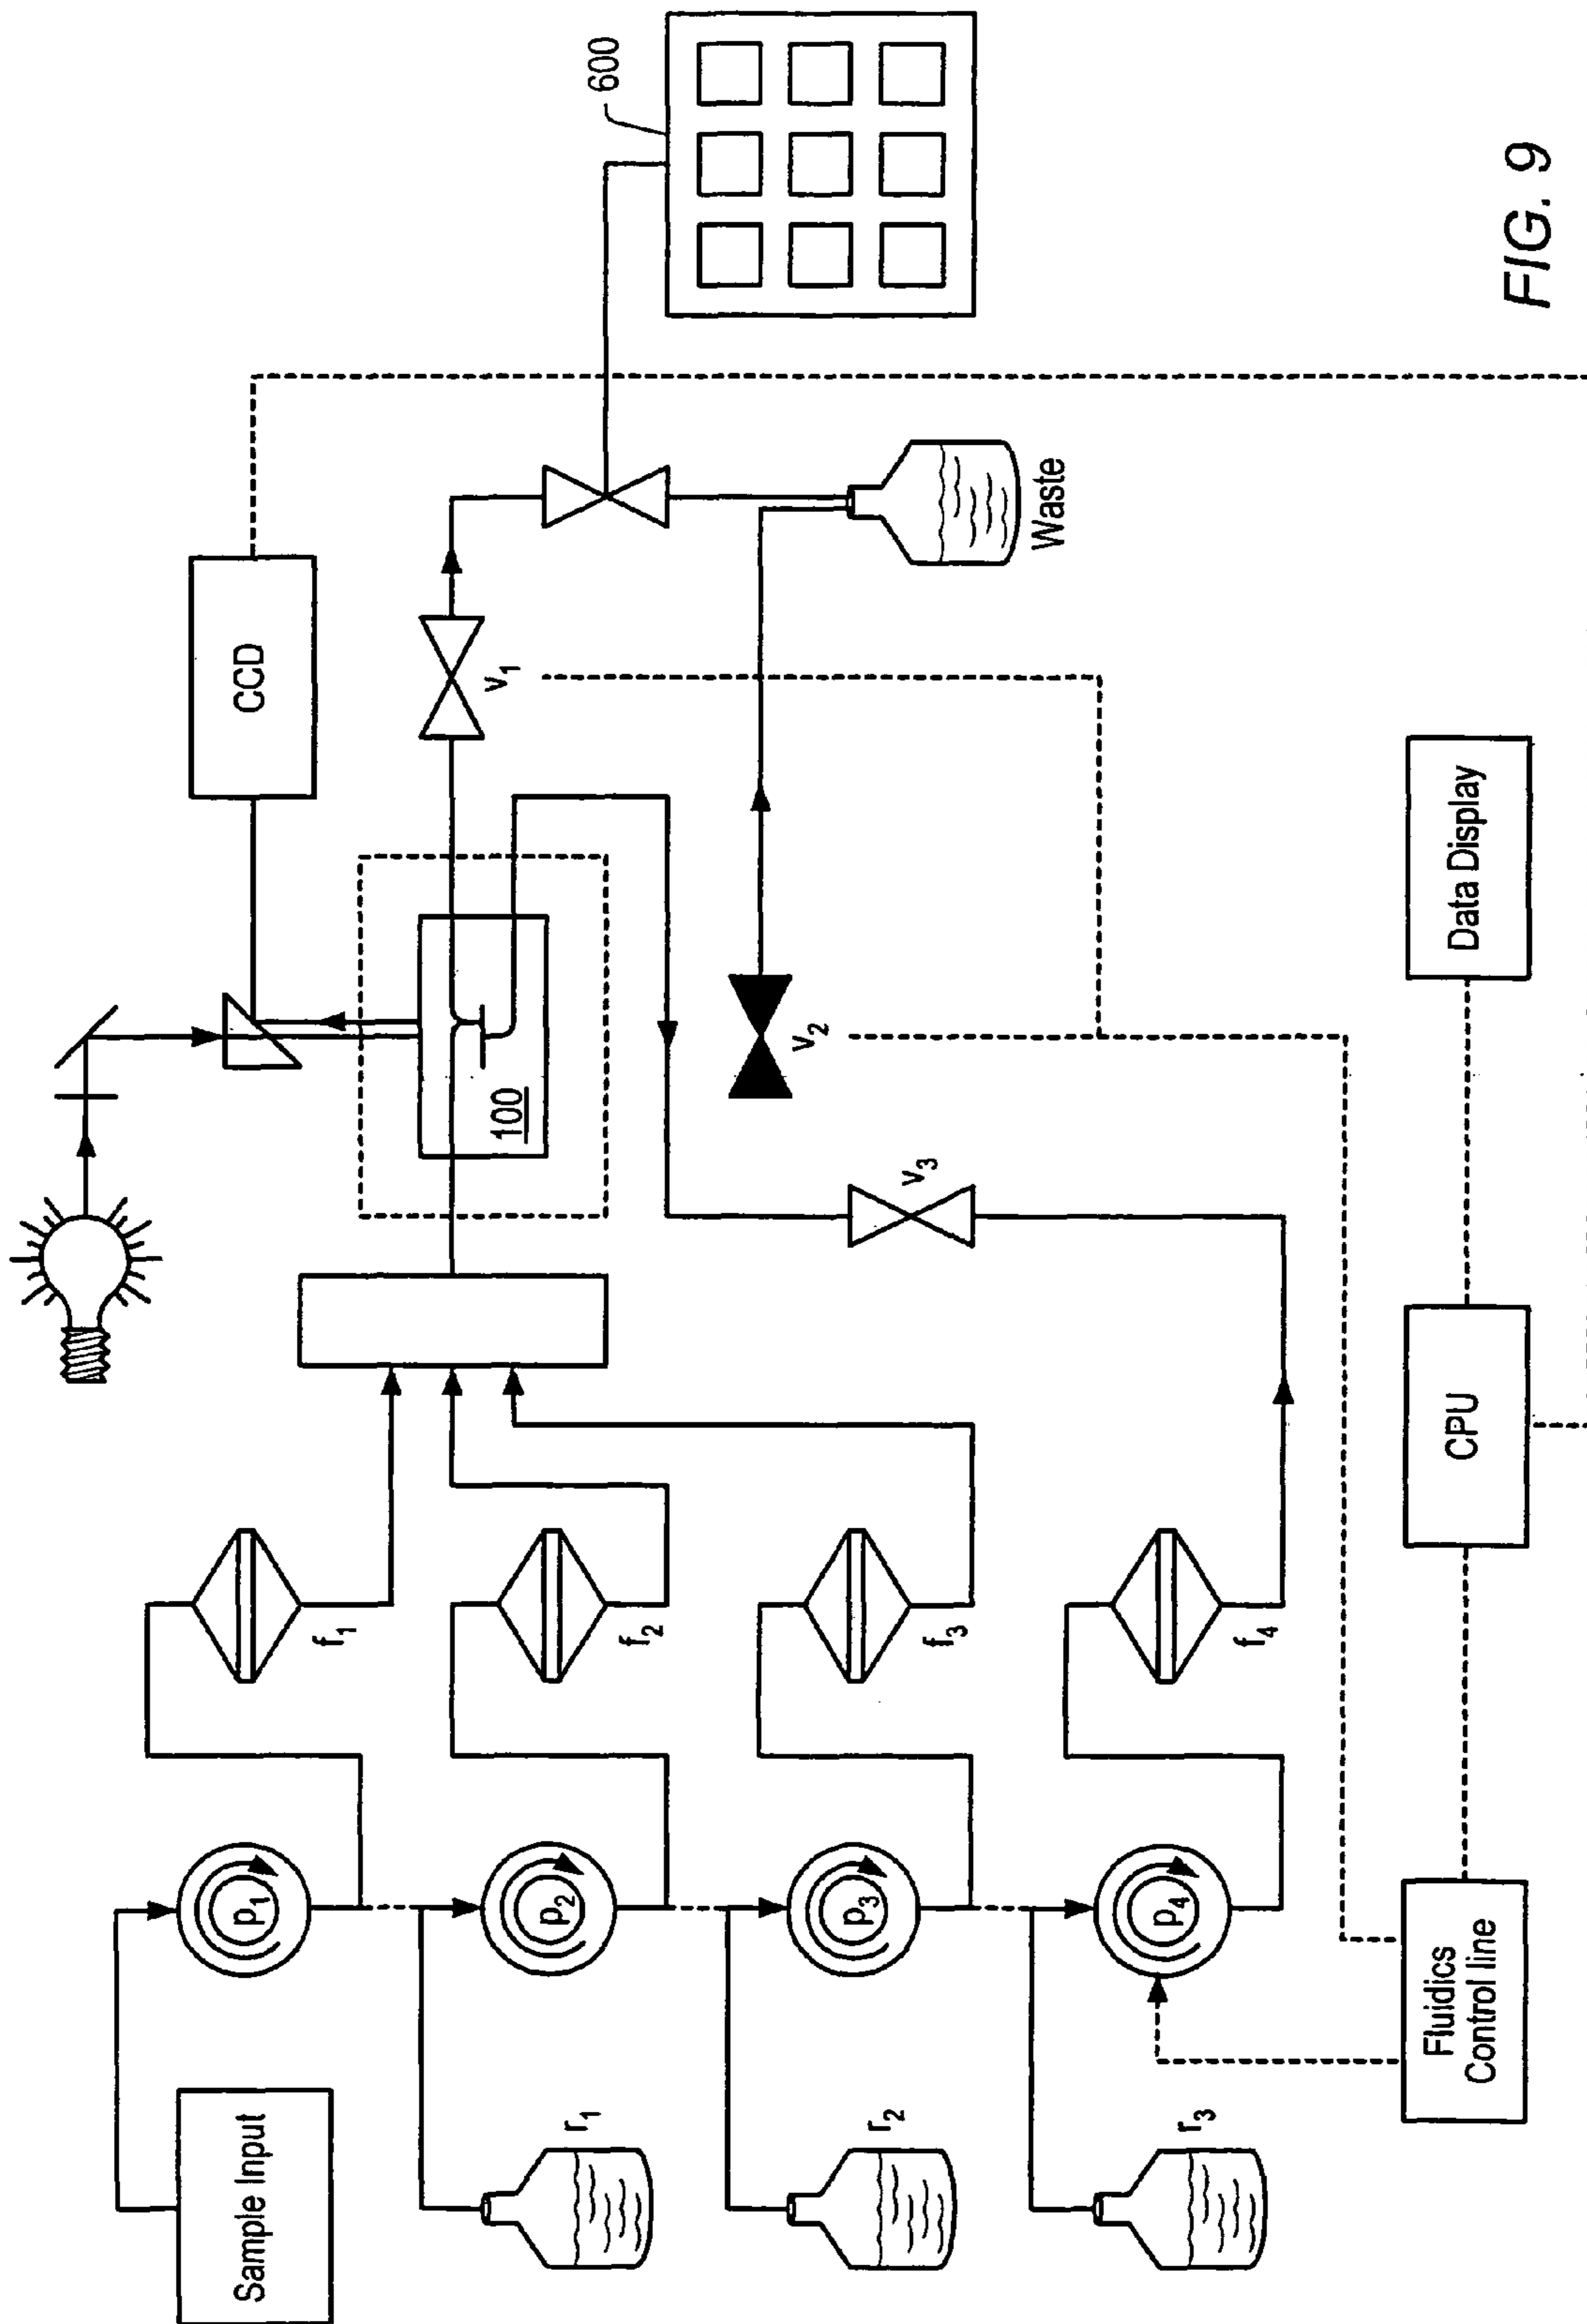 Sample Input
p1
f1
CCD
r1
p2
f2
100
v1
600
r2
p3
f3
v3
v2
Waste
r3
p4
f4
Fluidics
Control line
CPU
Data Display
FIG. 9